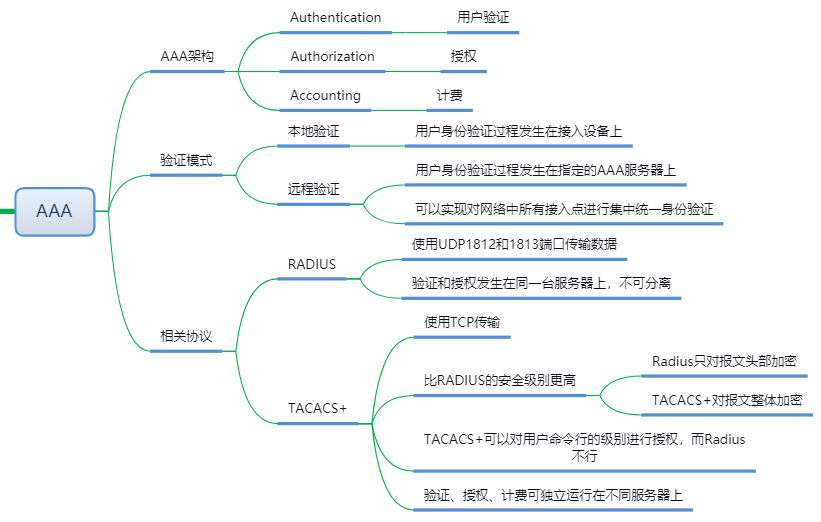 AAA
AAA架构
Authentication
用户验证
Authorization
授权
Accounting
计费
验证模式
本地验证
用户身份验证过程发生在接入设备上
远程验证
用户身份验证过程发生在指定的AAA服务器上
可以实现对网络中所有接入点进行集中统一身份验证
相关协议
RADIUS
使用UDP1812和1813端口传输数据
验证和授权发生在同一台服务器上，不可分离
TACACS+
使用TCP传输
比RADIUS的安全级别更高
Radius只对报文头部加密
TACACS+对报文整体加密
TACACS+可以对用户命令行的级别进行授权，而Radius
不行
验证、授权、计费可独立运行在不同服务器上